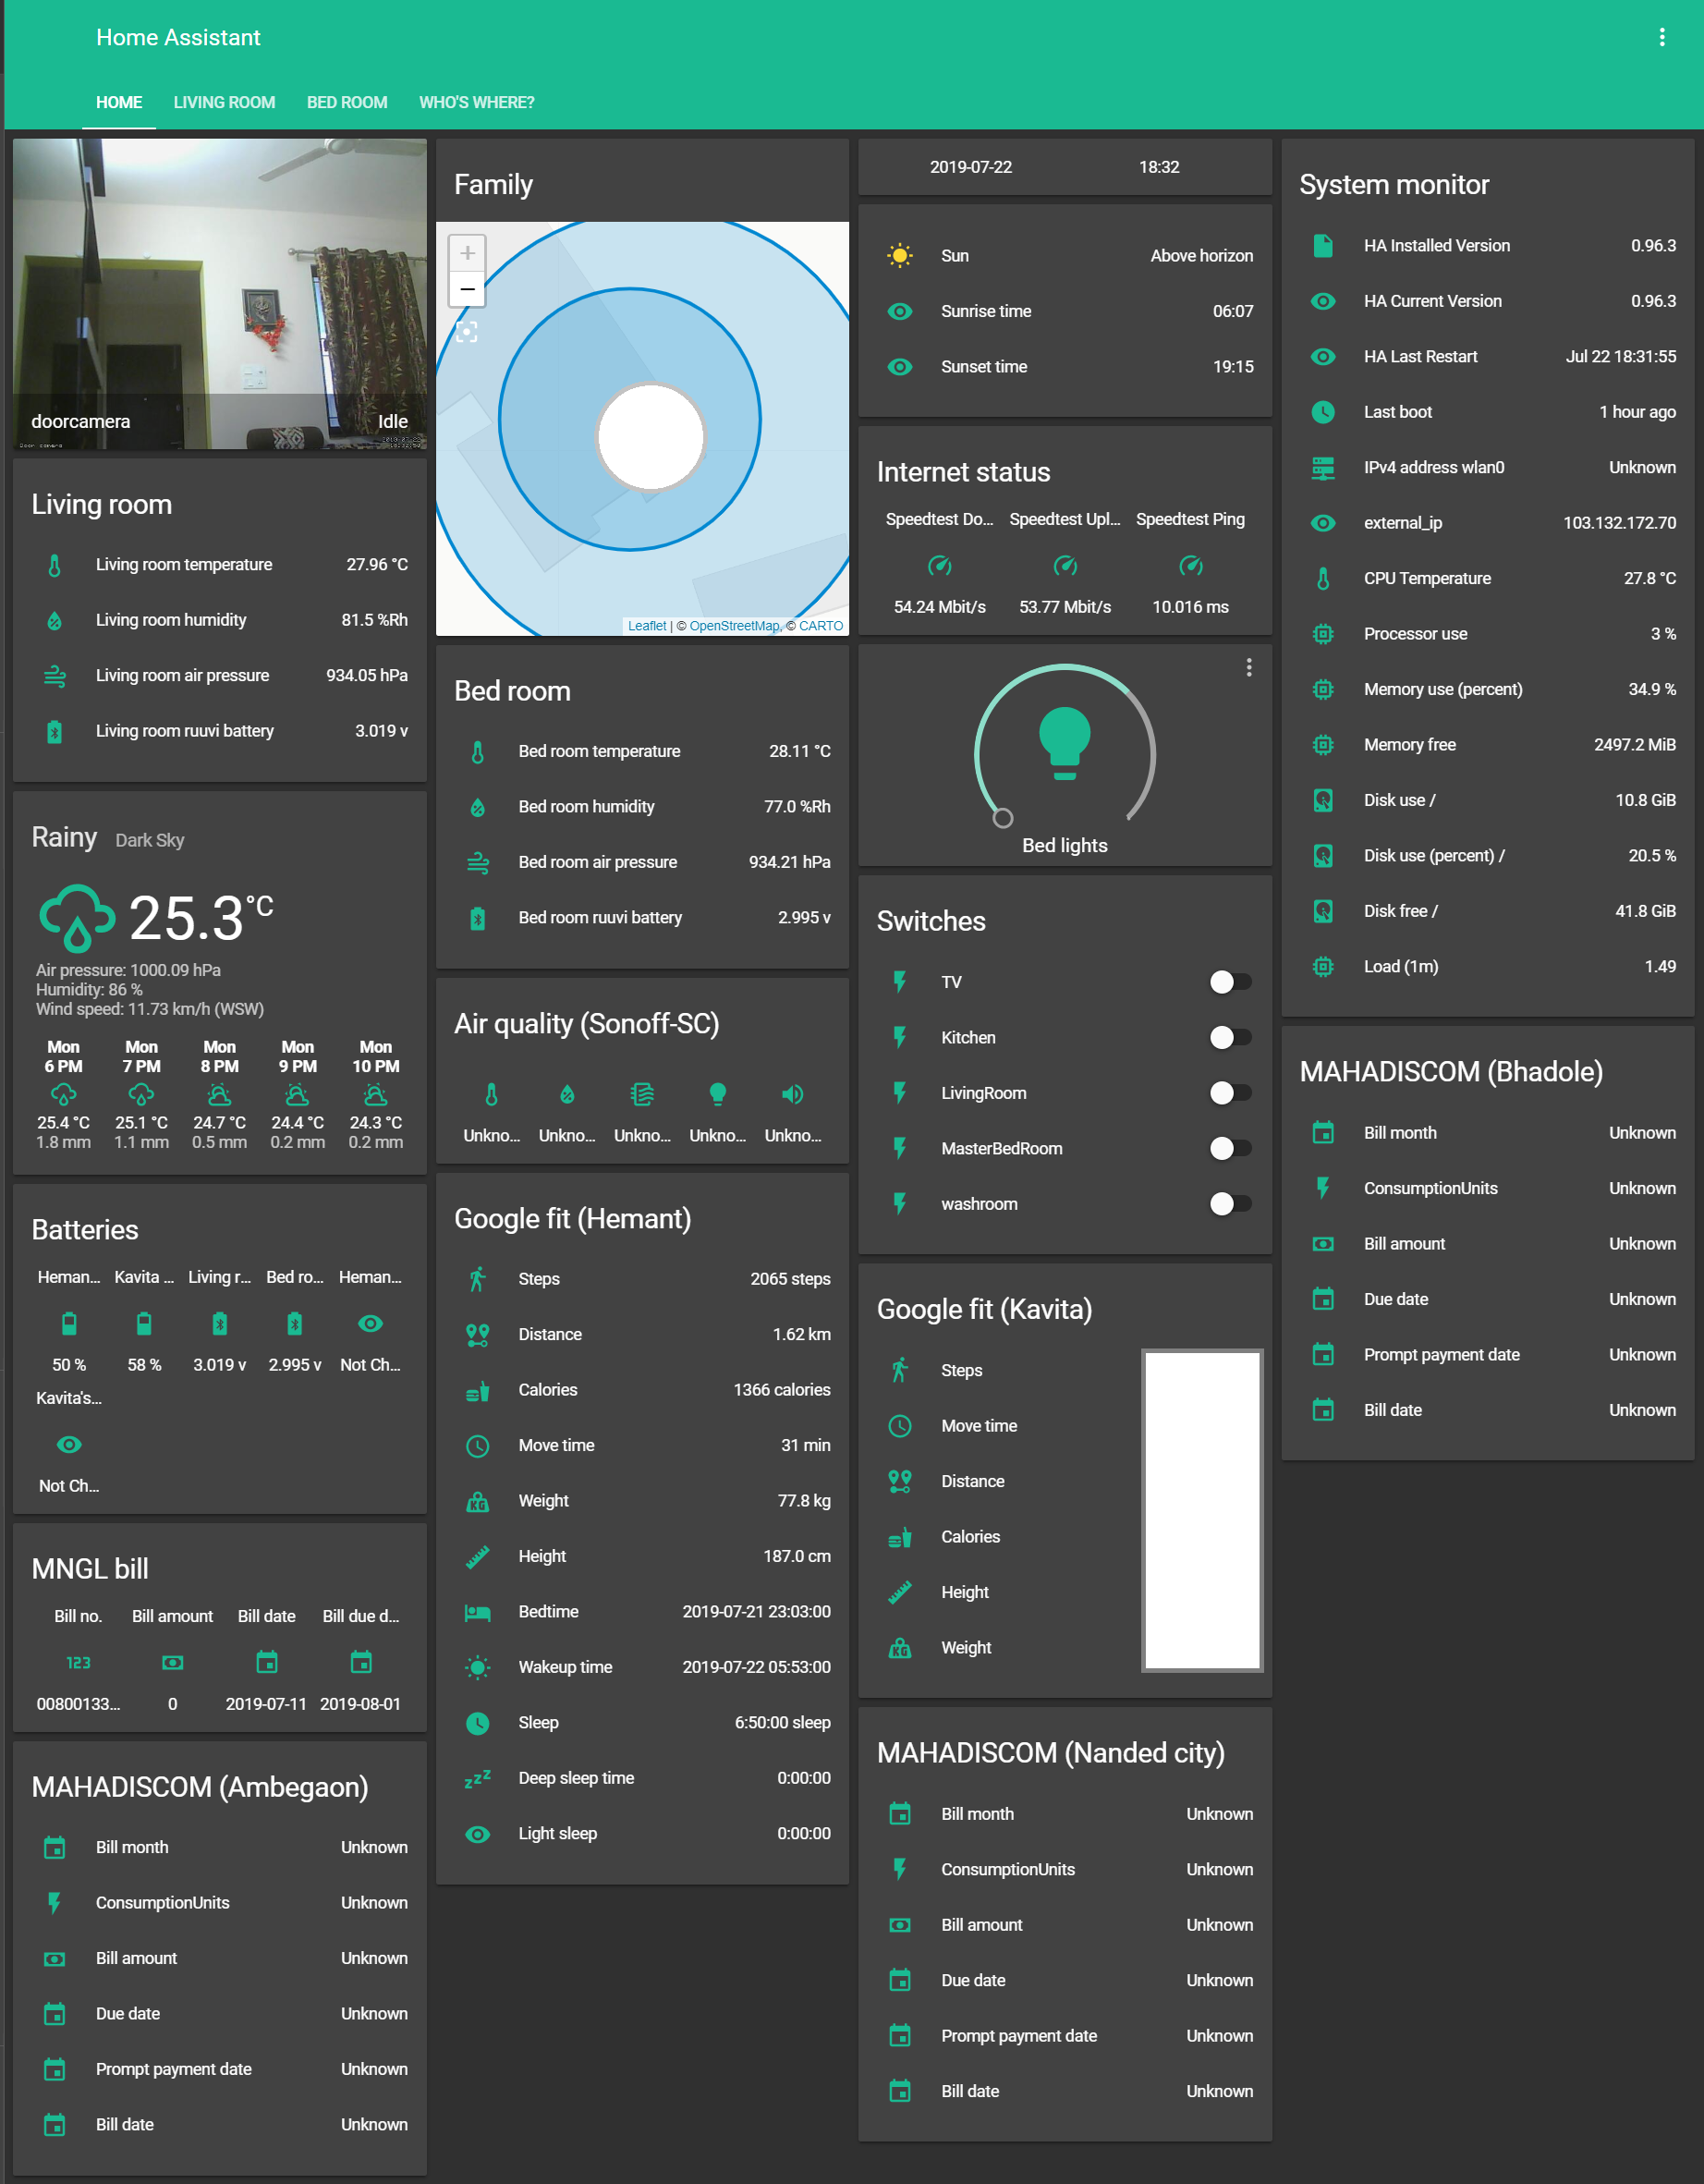 Home Assistant
HOME LIVING ROOM BED ROOM WHO'S WHERE?
doorcamera Idle
Living room
Living room temperature 27.96 °C
Living room humidity 81.5 %Rh
Living room air pressure 934.05 hPa
Living room ruuvi battery 3.019 v
Rainy Dark Sky
25.3 °C
Air pressure: 1000.09 hPa
Humidity: 86 %
Wind speed: 11.73 km/h (WSW)
Mon Mon Mon Mon Mon
6 PM 7 PM 8 PM 9 PM 10 PM
25.4 °C 25.1 °C 24.7 °C 24.4 °C 24.3 °C
1.8 mm 1.1 mm 0.5 mm 0.2 mm 0.2 mm
Batteries
Heman... Kavita ... Living r... Bed ro... Heman...
50 % 58 % 3.019 v 2.995 v Not Ch...
Kavita's...
Not Ch...
MNGL bill
Bill no. Bill amount Bill date Bill due d...
123
00800133... 0 2019-07-11 2019-08-01
MAHADISCOM (Ambegaon)
Bill month Unknown
ConsumptionUnits Unknown
Bill amount Unknown
Due date Unknown
Prompt payment date Unknown
Bill date Unknown
Family
+
−
Leaflet | © OpenStreetMap, © CARTO
Bed room
Bed room temperature 28.11 °C
Bed room humidity 77.0 %Rh
Bed room air pressure 934.21 hPa
Bed room ruuvi battery 2.995 v
Air quality (Sonoff-SC)
Unkno... Unkno... Unkno... Unkno... Unkno...
Google fit (Hemant)
Steps 2065 steps
Distance 1.62 km
Calories 1366 calories
Move time 31 min
KG Weight 77.8 kg
Height 187.0 cm
Bedtime 2019-07-21 23:03:00
Wakeup time 2019-07-22 05:53:00
Sleep 6:50:00 sleep
zzz Deep sleep time 0:00:00
Light sleep 0:00:00
2019-07-22 18:32
Sun Above horizon
Sunrise time 06:07
Sunset time 19:15
Internet status
Speedtest Do... Speedtest Upl... Speedtest Ping
54.24 Mbit/s 53.77 Mbit/s 10.016 ms
Bed lights
Switches
TV
Kitchen
LivingRoom
MasterBedRoom
washroom
Google fit (Kavita)
Steps
Move time
Distance
Calories
Height
KG Weight
MAHADISCOM (Nanded city)
Bill month Unknown
ConsumptionUnits Unknown
Bill amount Unknown
Due date Unknown
Prompt payment date Unknown
Bill date Unknown
System monitor
HA Installed Version 0.96.3
HA Current Version 0.96.3
HA Last Restart Jul 22 18:31:55
Last boot 1 hour ago
IPv4 address wlan0 Unknown
external_ip 103.132.172.70
CPU Temperature 27.8 °C
Processor use 3 %
Memory use (percent) 34.9 %
Memory free 2497.2 MiB
Disk use / 10.8 GiB
Disk use (percent) / 20.5 %
Disk free / 41.8 GiB
Load (1m) 1.49
MAHADISCOM (Bhadole)
Bill month Unknown
ConsumptionUnits Unknown
Bill amount Unknown
Due date Unknown
Prompt payment date Unknown
Bill date Unknown